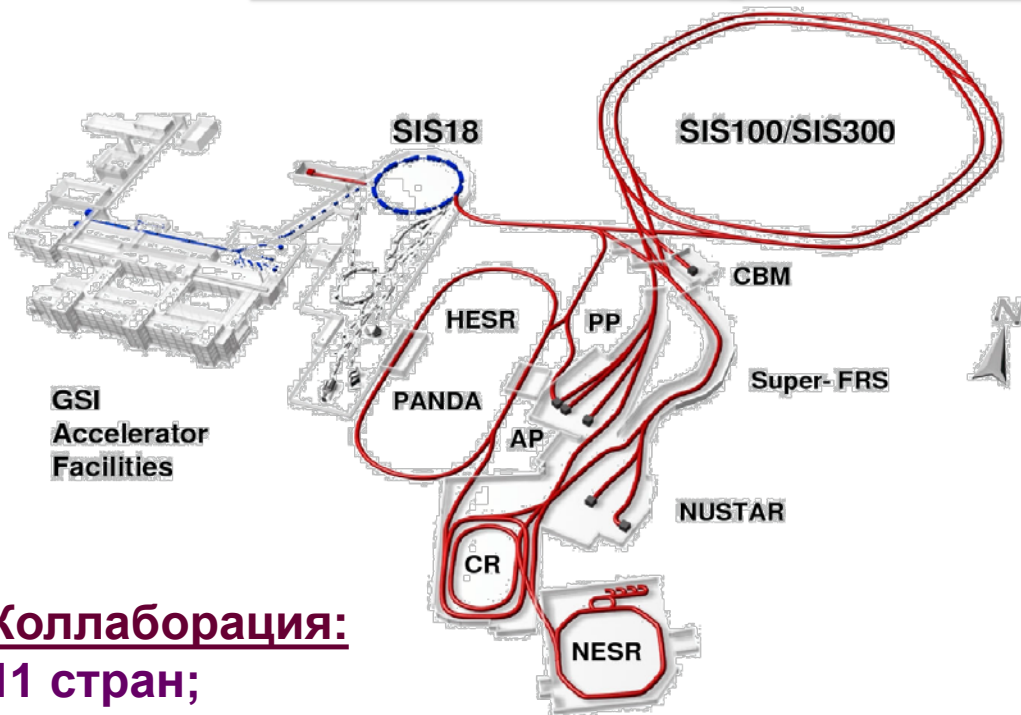 SIS18
SIS100/SIS300
CBM
HESR
PP
N
Super- FRS
PANDA
GSI
Accelerator
Facilities
AP
NUSTAR
CR
Коллаборация:
11 стран;
NESR